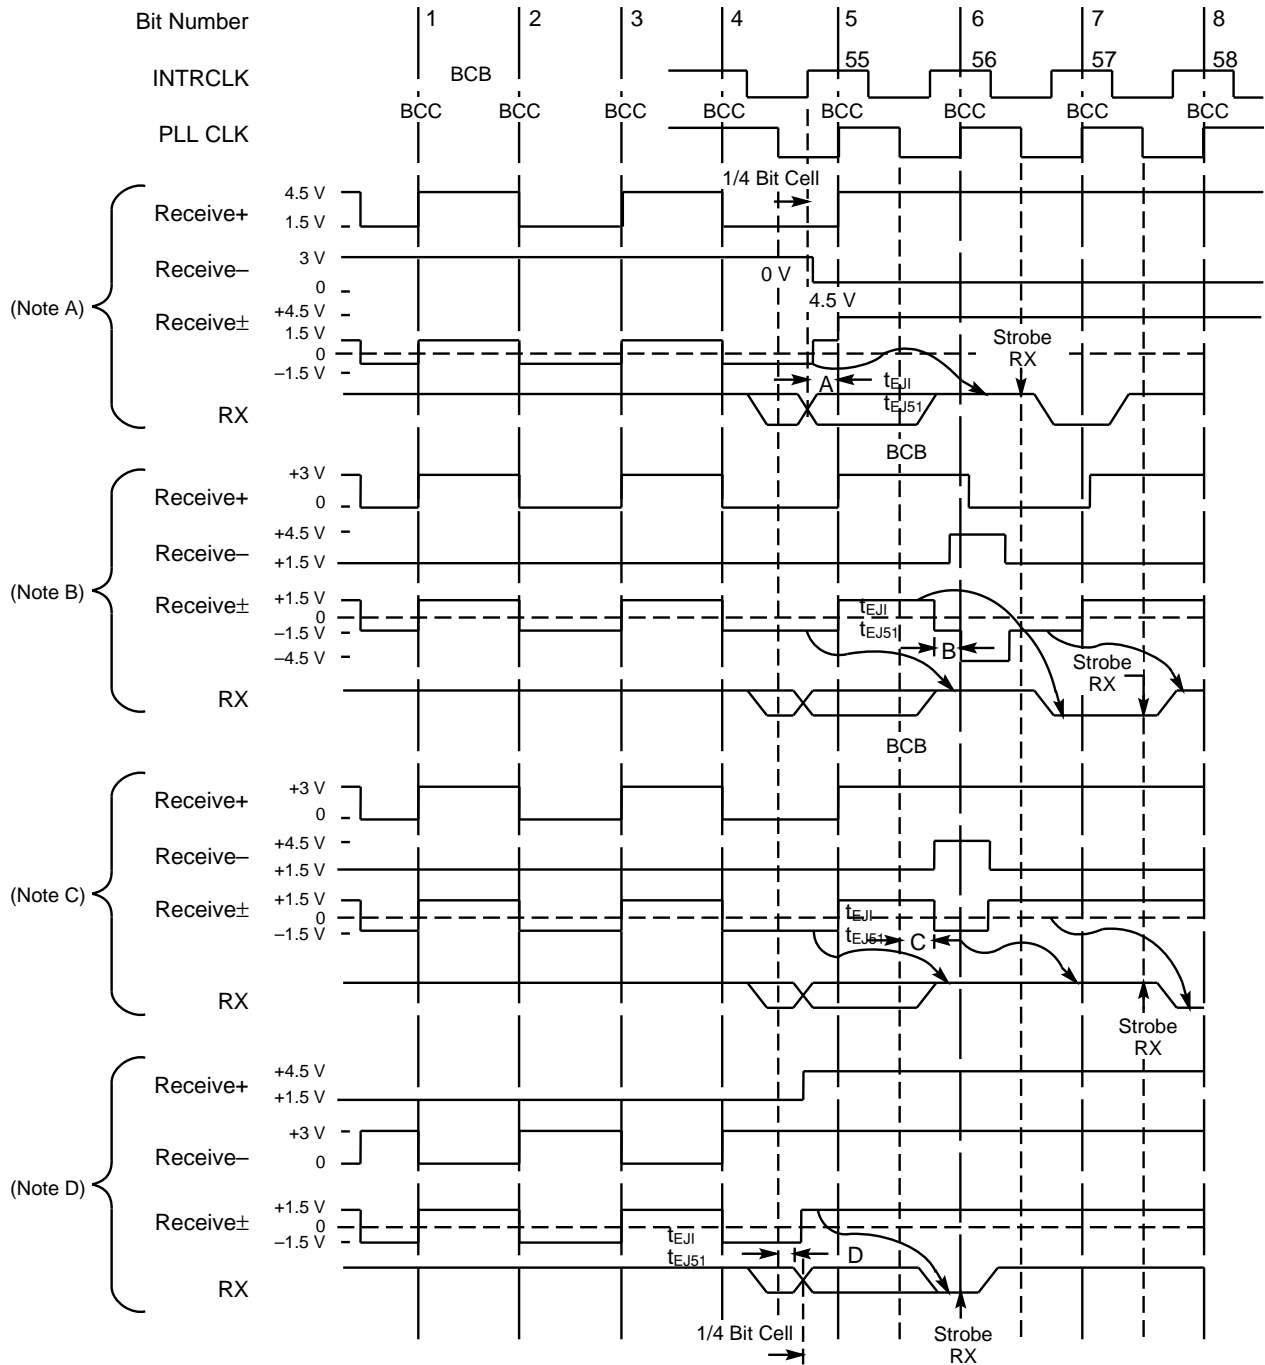 Bit Number 1 2 3 4 5 6 7 8
INTRCLK BCB 55 56 57 58
BCC BCC BCC BCC BCC BCC BCC BCC
PLL CLK
1/4 Bit Cell
(Note A)
Receive+ 4.5 V
1.5 V
Receive– 3 V
0
0 V
4.5 V
Receive± +4.5 V
1.5 V
0
–1.5 V
Strobe
RX
A tEJI
tEJ51
RX
BCB
(Note B)
Receive+ +3 V
0
Receive– +4.5 V
+1.5 V
Receive± +1.5 V
0
–1.5 V
–4.5 V
tEJI
tEJ51
B
Strobe
RX
RX
BCB
(Note C)
Receive+ +3 V
0
Receive– +4.5 V
+1.5 V
Receive± +1.5 V
0
–1.5 V
tEJI
tEJ51
C
RX
Strobe
RX
(Note D)
Receive+ +4.5 V
+1.5 V
Receive– +3 V
0
Receive± +1.5 V
0
–1.5 V
tEJI
tEJ51
D
RX
1/4 Bit Cell
Strobe
RX